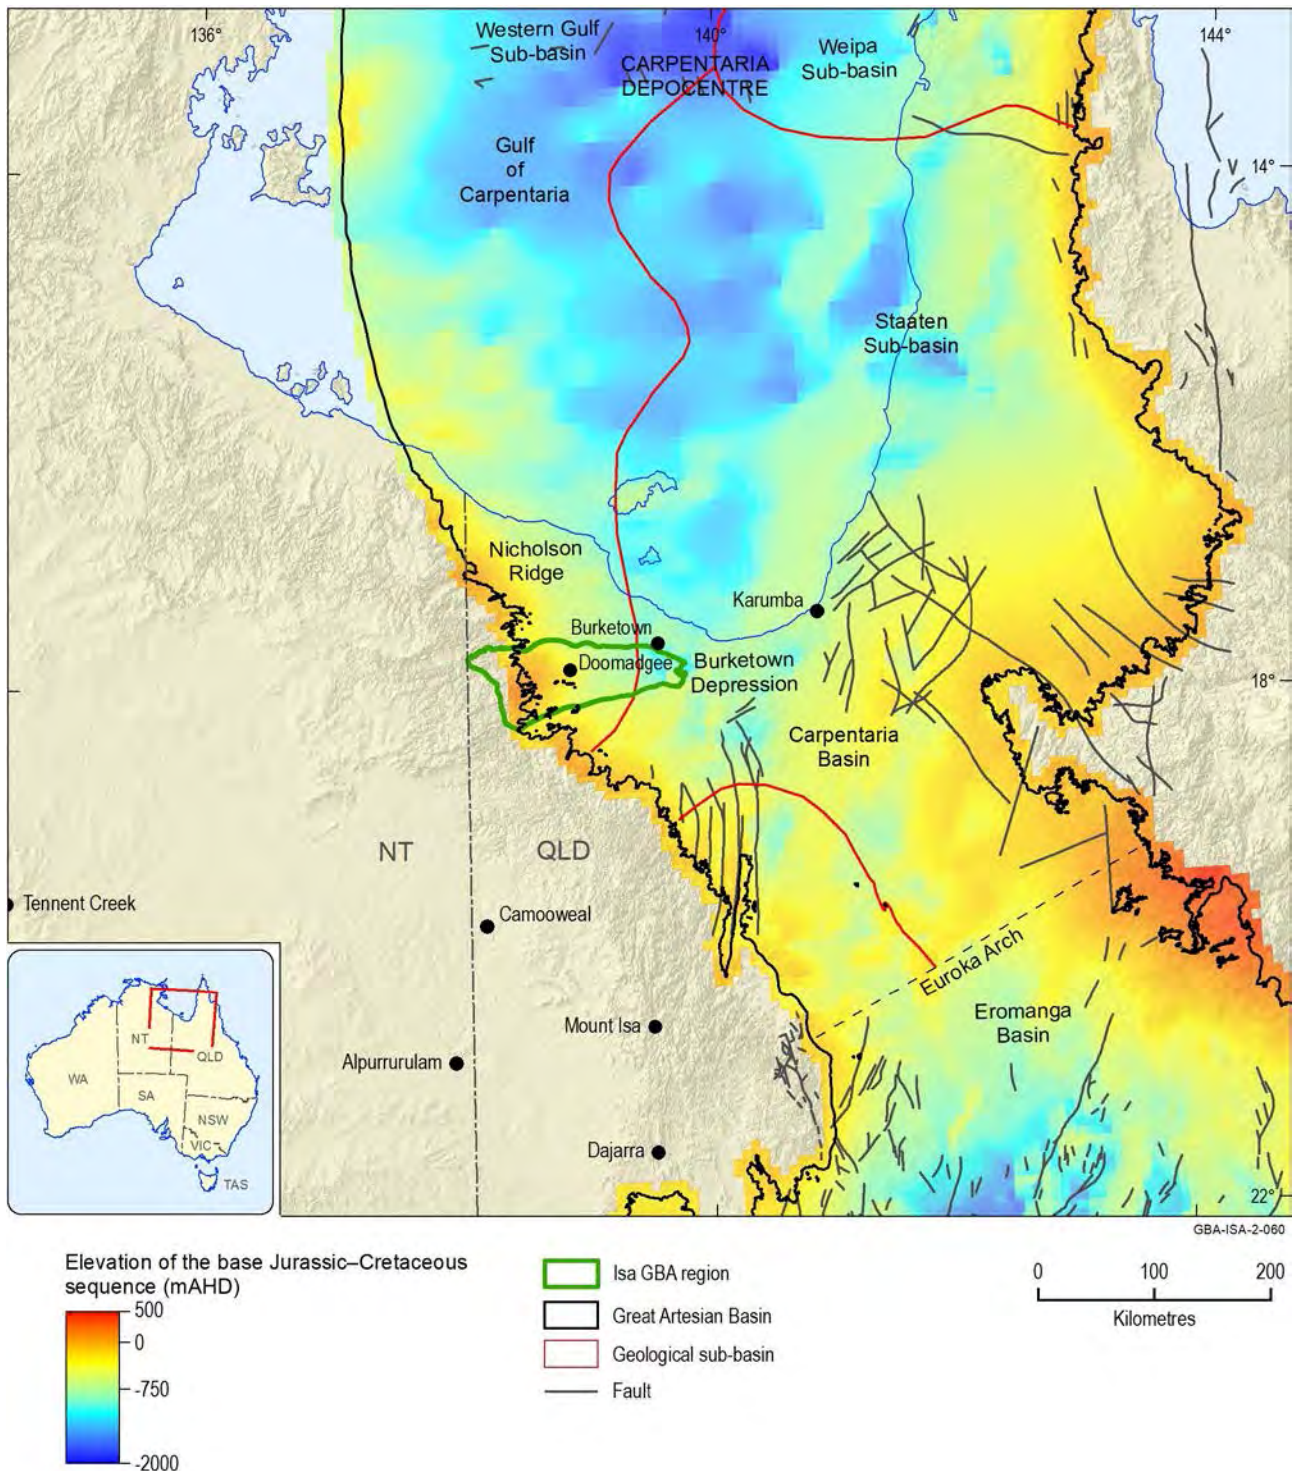 136°
140°
144°
Western Gulf
Sub-basin
CARPENTARIA
DEPOCENTRE
Weipa
Sub-basin
Gulf
of
Carpentaria
14°
Staaten
Sub-basin
Nicholson
Ridge
Karumba
Burketown
Doomadgee
Burketown
Depression
18°
Carpentaria
Basin
NT
QLD
Tennent Creek
Camooweal
Euroka Arch
Eromanga
Basin
Mount Isa
Alpurrurulam
Dajarra
22°
NT
QLD
WA
SA
NSW
VIC
TAS
GBA-ISA-2-060
Elevation of the base Jurassic–Cretaceous
sequence (mAHD)
500
0
-750
-2000
Isa GBA region
Great Artesian Basin
Geological sub-basin
Fault
0 100 200
Kilometres